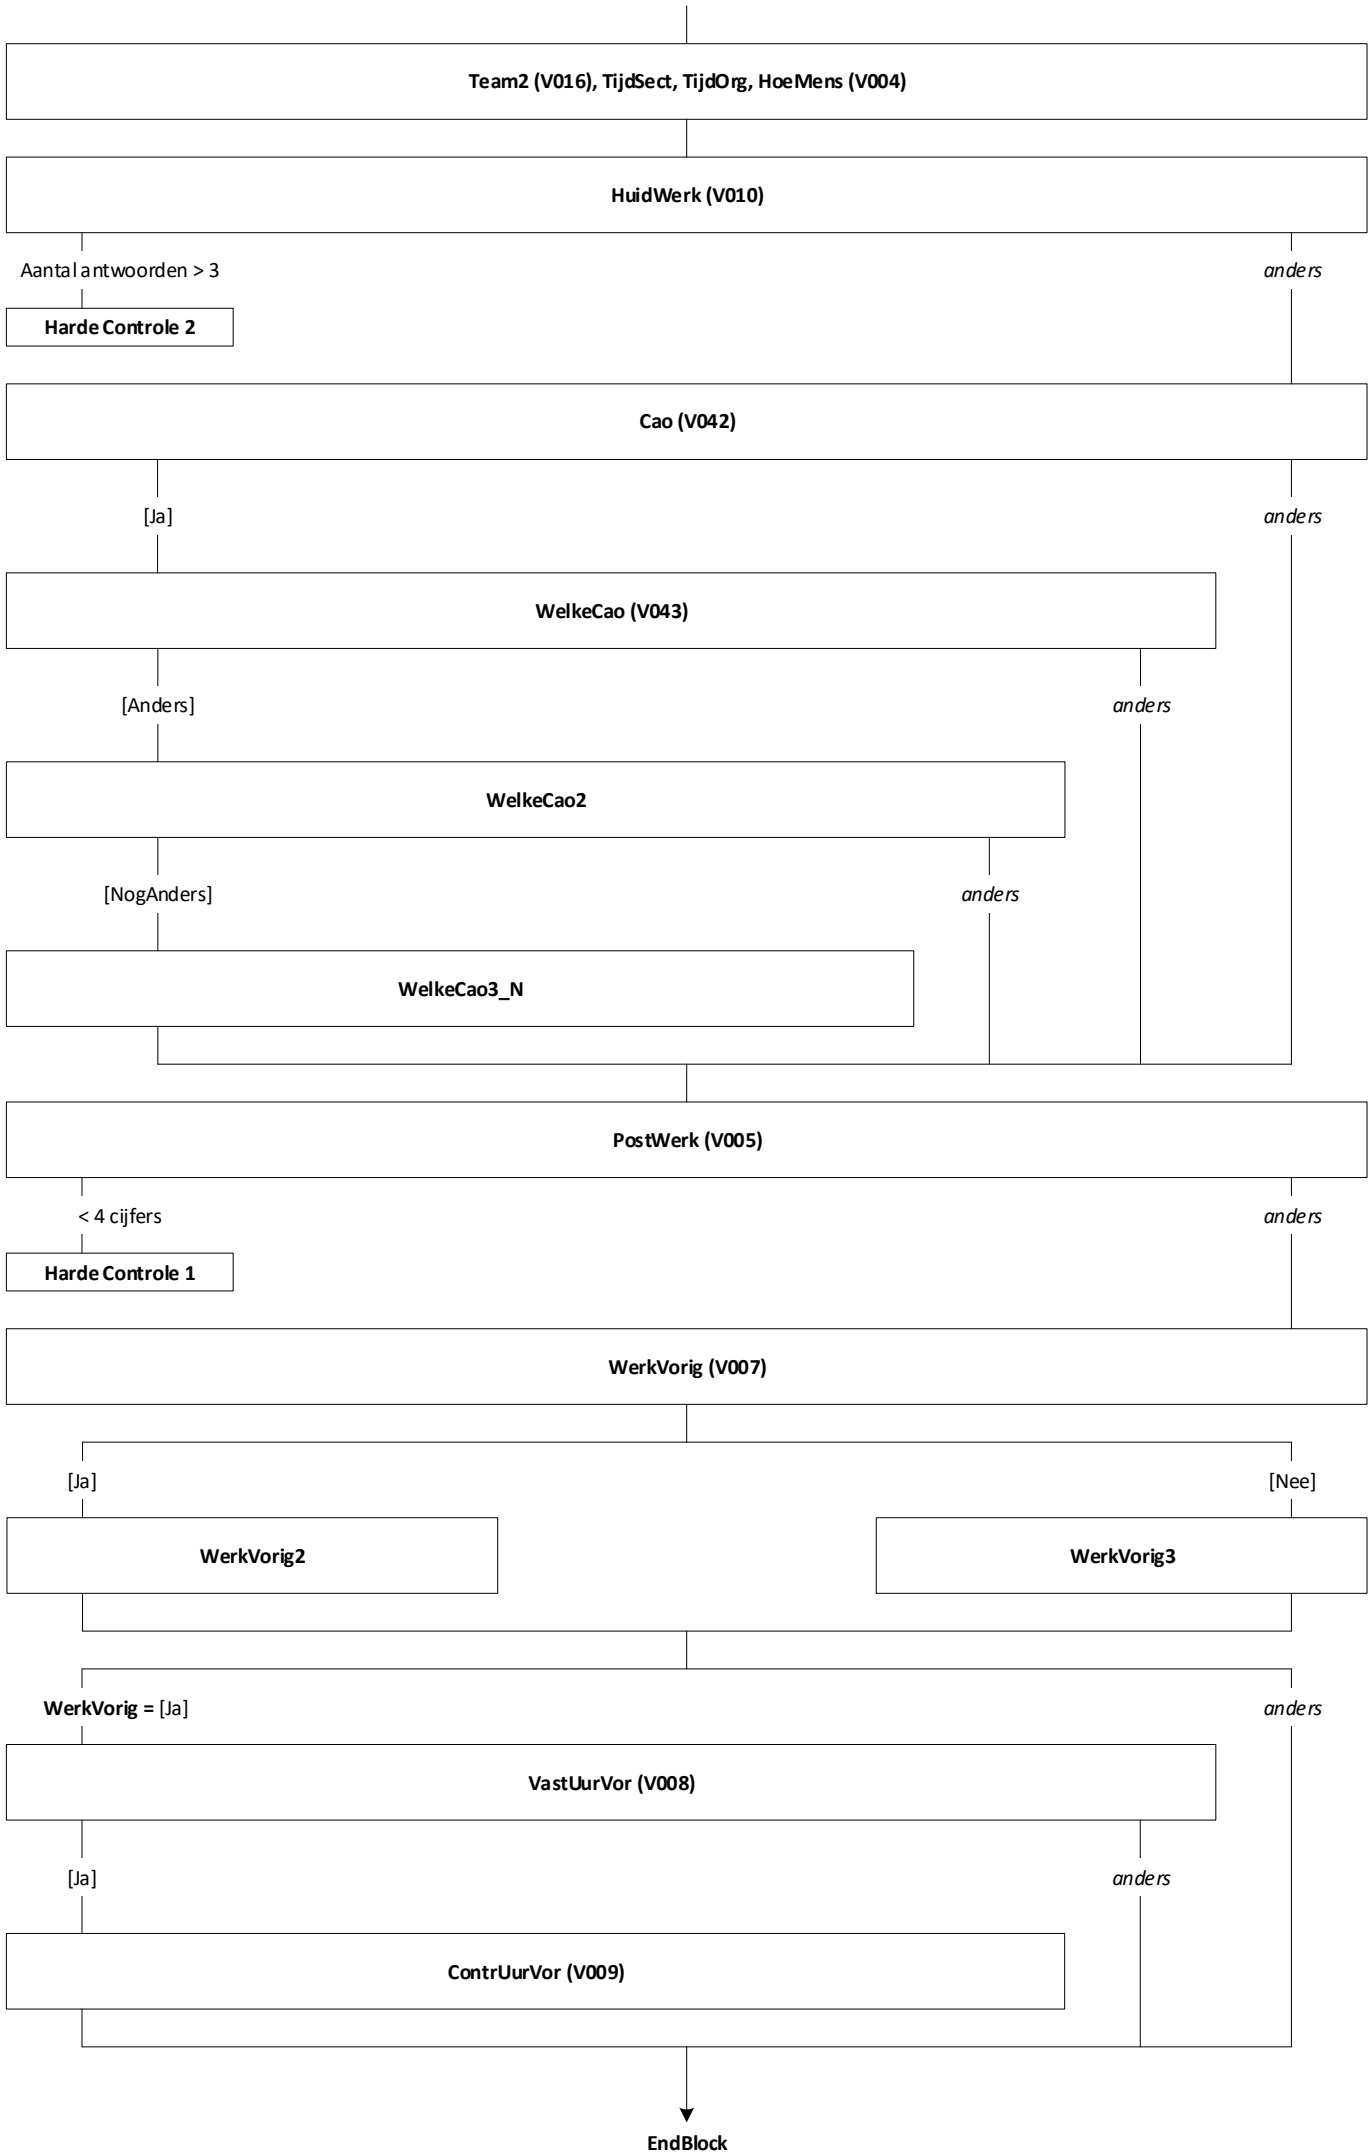 Team2 (V016), TijdSect, TijdOrg, HoeMens (V004)
HuidWerk (V010)
Aantal antwoorden > 3
anders
Harde Controle 2
Cao (V042)
[Ja]
anders
WelkeCao (V043)
[Anders]
anders
WelkeCao2
[NogAnders]
anders
WelkeCao3_N
PostWerk (V005)
< 4 cijfers
anders
Harde Controle 1
WerkVorig (V007)
[Ja]
[Nee]
WerkVorig2
WerkVorig3
WerkVorig = [Ja]
anders
VastUurVor (V008)
[Ja]
anders
ContrUurVor (V009)
EndBlock